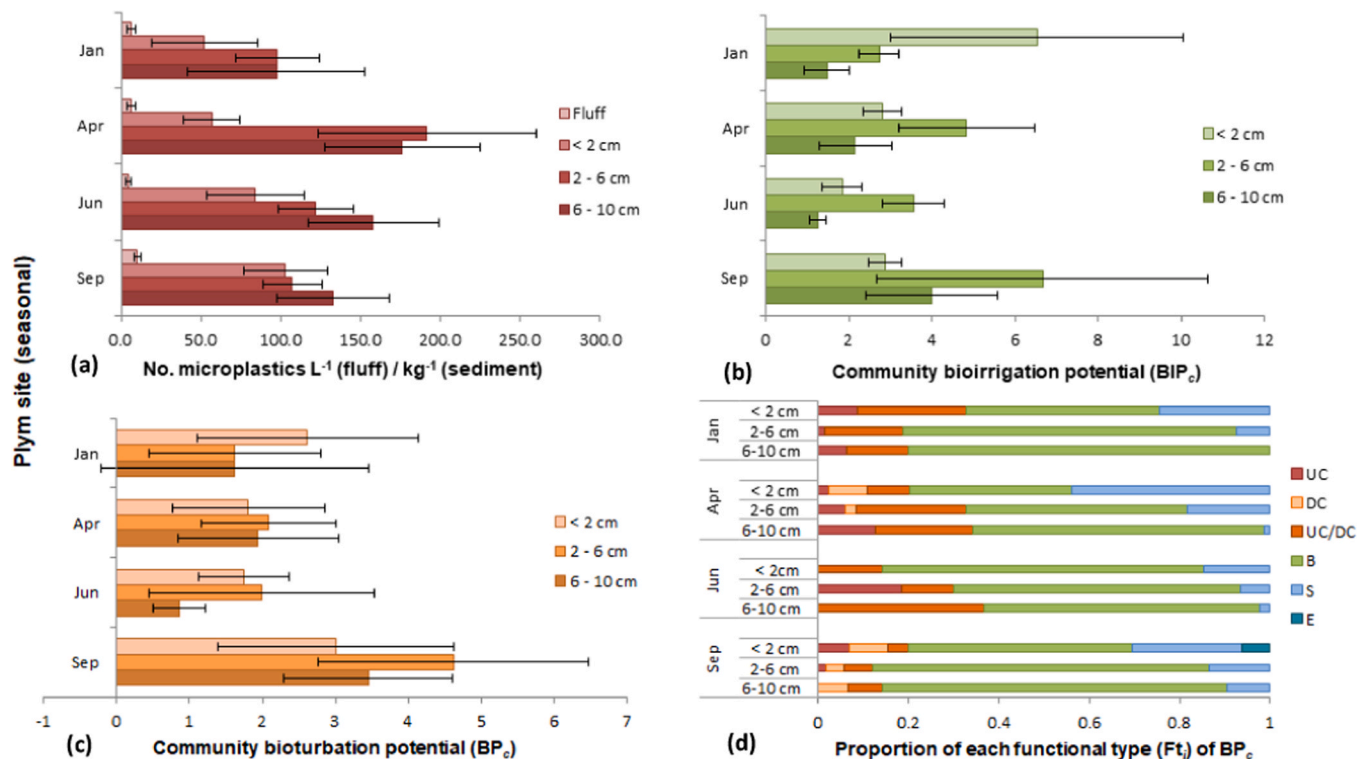 Plym site (seasonal)
Jan
Apr
Jun
Sep
Fluff
< 2 cm
2 - 6 cm
6 - 10 cm
0.0 50.0 100.0 150.0 200.0 250.0 300.0
(a)
No. microplastics L⁻¹ (fluff) / kg⁻¹ (sediment)
Jan
Apr
Jun
Sep
< 2 cm
2 - 6 cm
6 - 10 cm
0 2 4 6 8 10 12
(b)
Community bioirrigation potential (BIPc)
Jan
Apr
Jun
Sep
< 2 cm
2 - 6 cm
6 - 10 cm
-1 0 1 2 3 4 5 6 7
(c)
Community bioturbation potential (BPc)
Jan
< 2 cm
2-6 cm
6-10 cm
Apr
< 2 cm
2-6 cm
6-10 cm
Jun
< 2cm
2-6 cm
6-10 cm
Sep
< 2 cm
2-6 cm
6-10 cm
UC
DC
UC/DC
B
S
E
0 0.2 0.4 0.6 0.8 1
(d)
Proportion of each functional type (Fti) of BPc